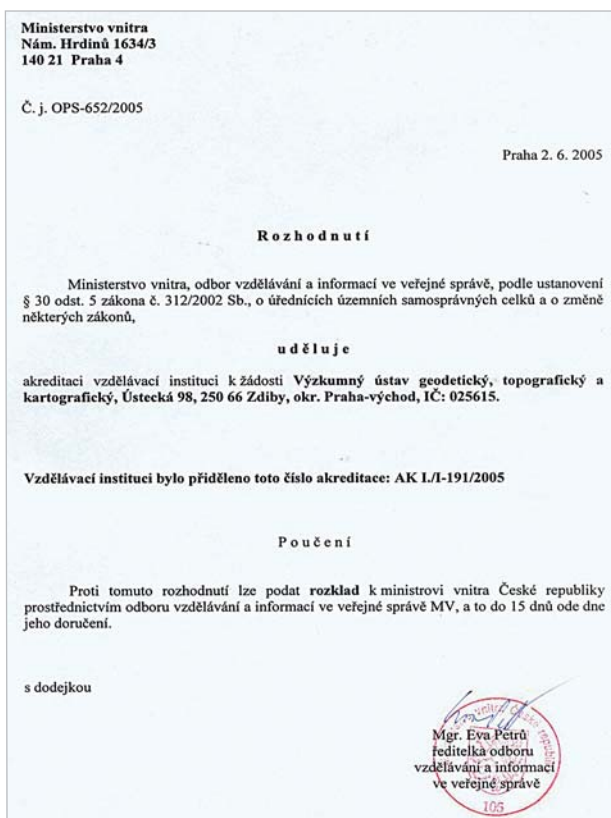 Ministerstvo vnitra
Nám. Hrdinů 1634/3
140 21 Praha 4
Č. j. OPS-652/2005
Praha 2. 6. 2005
R o z h o d n u t í
Ministerstvo vnitra, odbor vzdělávání a informací ve veřejné správě, podle ustanovení
§ 30 odst. 5 zákona č. 312/2002 Sb., o úřednících územních samosprávných celků a o změně
některých zákonů,
u d ě l u j e
akreditaci vzdělávací instituci k žádosti Výzkumný ústav geodetický, topografický a
kartografický, Ústecká 98, 250 66 Zdiby, okr. Praha-východ, IČ: 025615.
Vzdělávací instituci bylo přiděleno toto číslo akreditace: AK I./I-191/2005
P o u č e n í
Proti tomuto rozhodnutí lze podat rozklad k ministrovi vnitra České republiky
prostřednictvím odboru vzdělávání a informací ve veřejné správě MV, a to do 15 dnů ode dne
jeho doručení.
s dodejkou
vnitra České republiky
Mgr. Eva Petrů
ředitelka odboru
vzdělávání a informací
ve veřejné správě
105